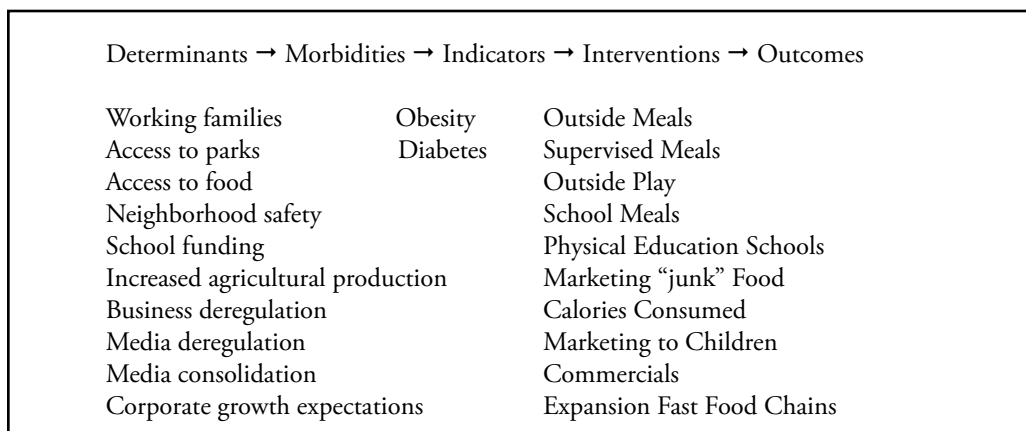 Determinants → Morbidities → Indicators → Interventions → Outcomes
Working families Obesity Outside Meals
Access to parks Diabetes Supervised Meals
Access to food Outside Play
Neighborhood safety School Meals
School funding Physical Education Schools
Increased agricultural production Marketing “junk” Food
Business deregulation Calories Consumed
Media deregulation Marketing to Children
Media consolidation Commercials
Corporate growth expectations Expansion Fast Food Chains